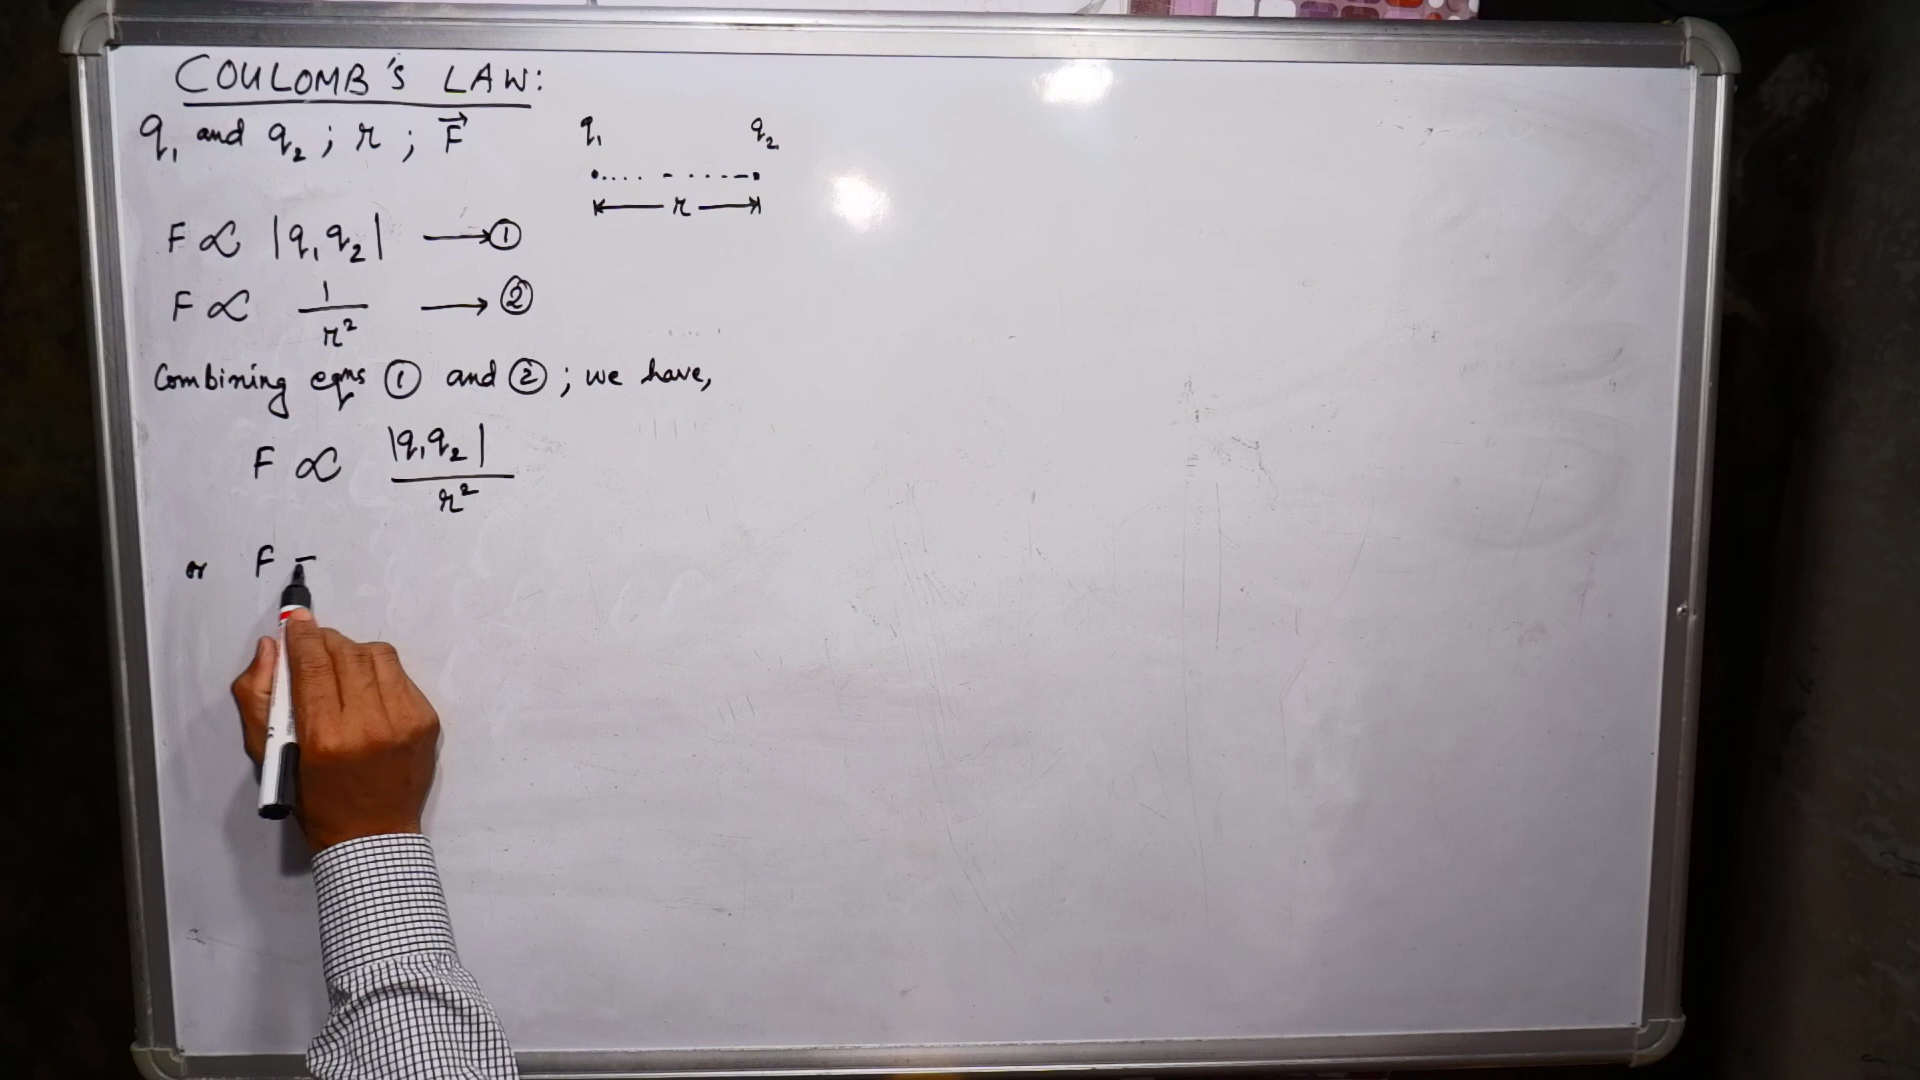 COULOMB'S LAW:
q₁ and q₂ ; r ; F⃗
q₁ q₂
r
F ∝ |q₁q₂| ⟶ ①
F ∝ 1/r² ⟶ ②
Combining eqns ① and ② ; we have,
F ∝ |q₁q₂|/r²
or F =